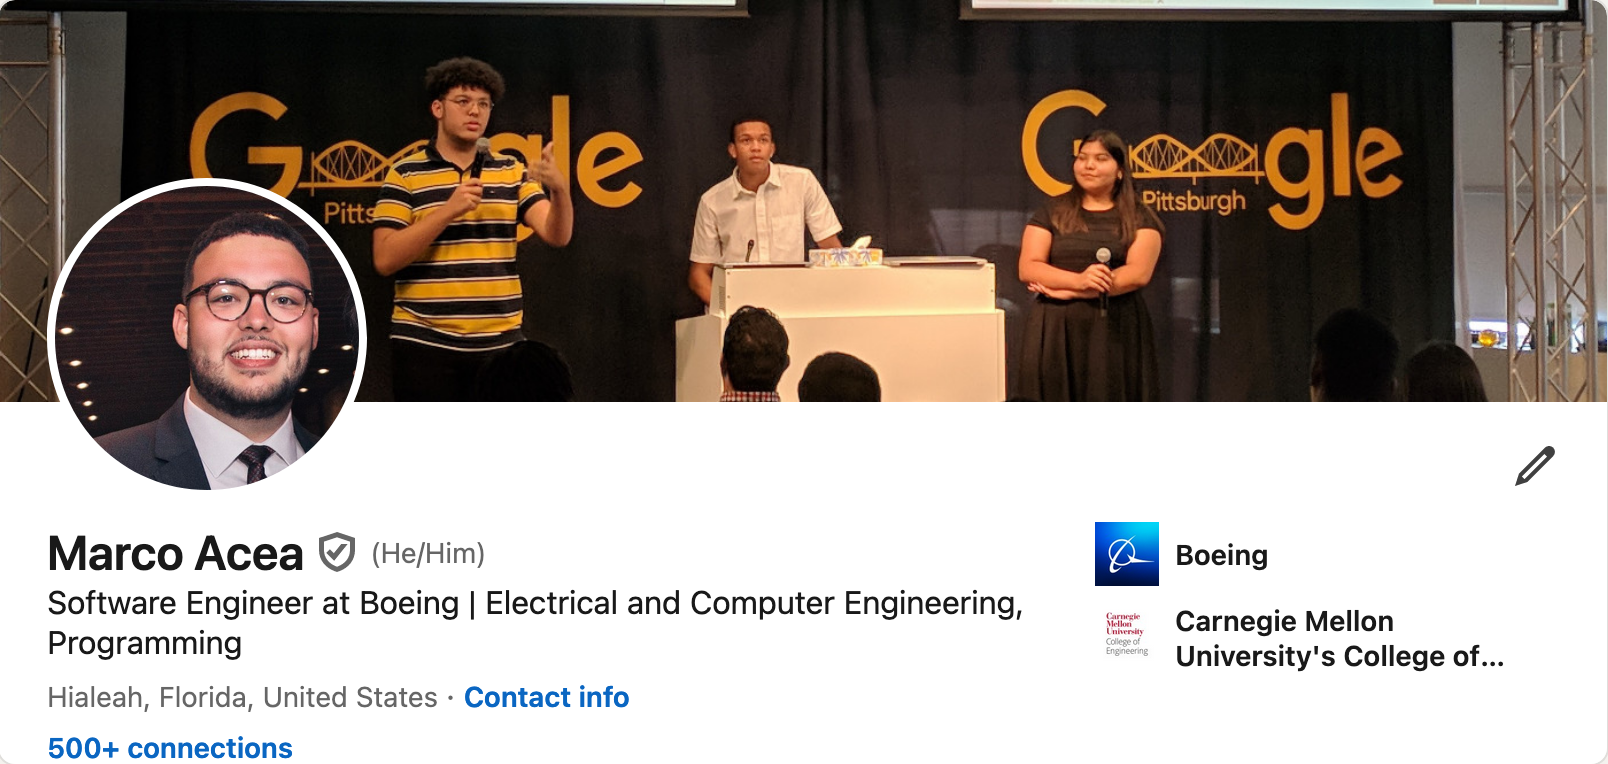 Google
Pitts
Google
Pittsburgh
Marco Acea (He/Him)
Software Engineer at Boeing | Electrical and Computer Engineering,
Programming
Hialeah, Florida, United States · Contact info
500+ connections
Boeing
Carnegie
Mellon
University
College of
Engineering
Carnegie Mellon
University's College of...